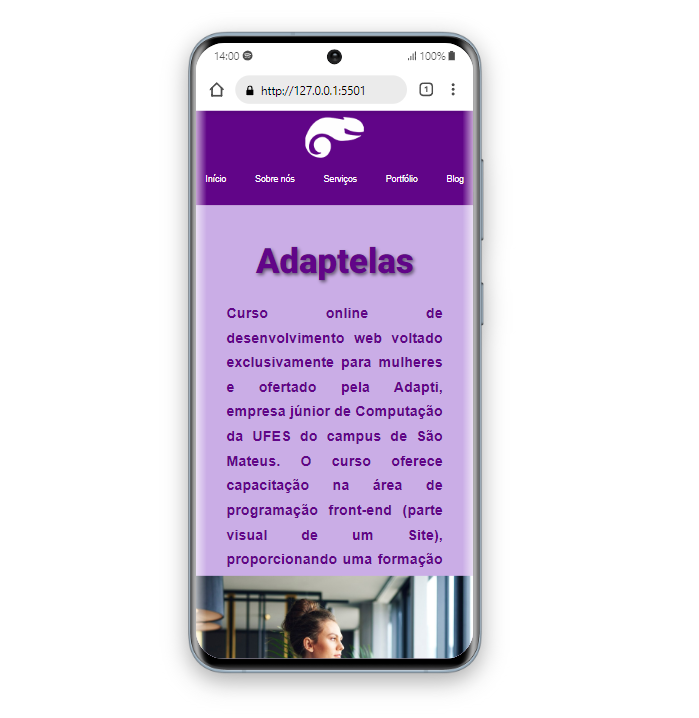 14:00
100%
http://127.0.0.1:5501
1
Início Sobre nós Serviços Portfólio Blog
Adaptelas
Curso online de
desenvolvimento web voltado
exclusivamente para mulheres
e ofertado pela Adapti,
empresa júnior de Computação
da UFES do campus de São
Mateus. O curso oferece
capacitação na área de
programação front-end (parte
visual de um Site),
proporcionando uma formação